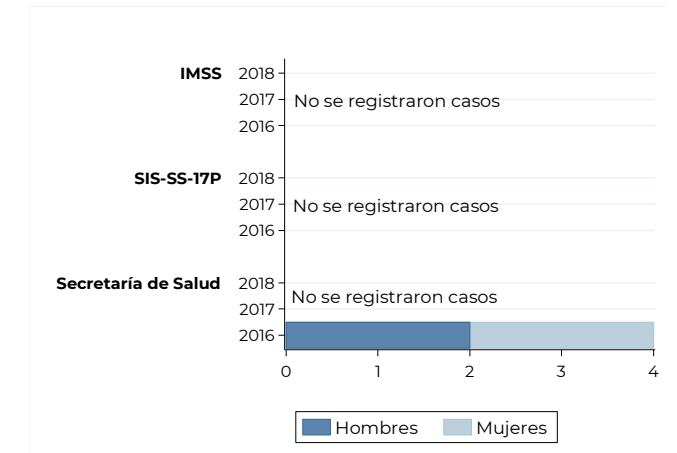 IMSS 2018
2017 No se registraron casos
2016
SIS-SS-17P 2018
2017 No se registraron casos
2016
Secretaría de Salud 2018
No se registraron casos
2017
2016
0 1 2 3 4
Hombres Mujeres